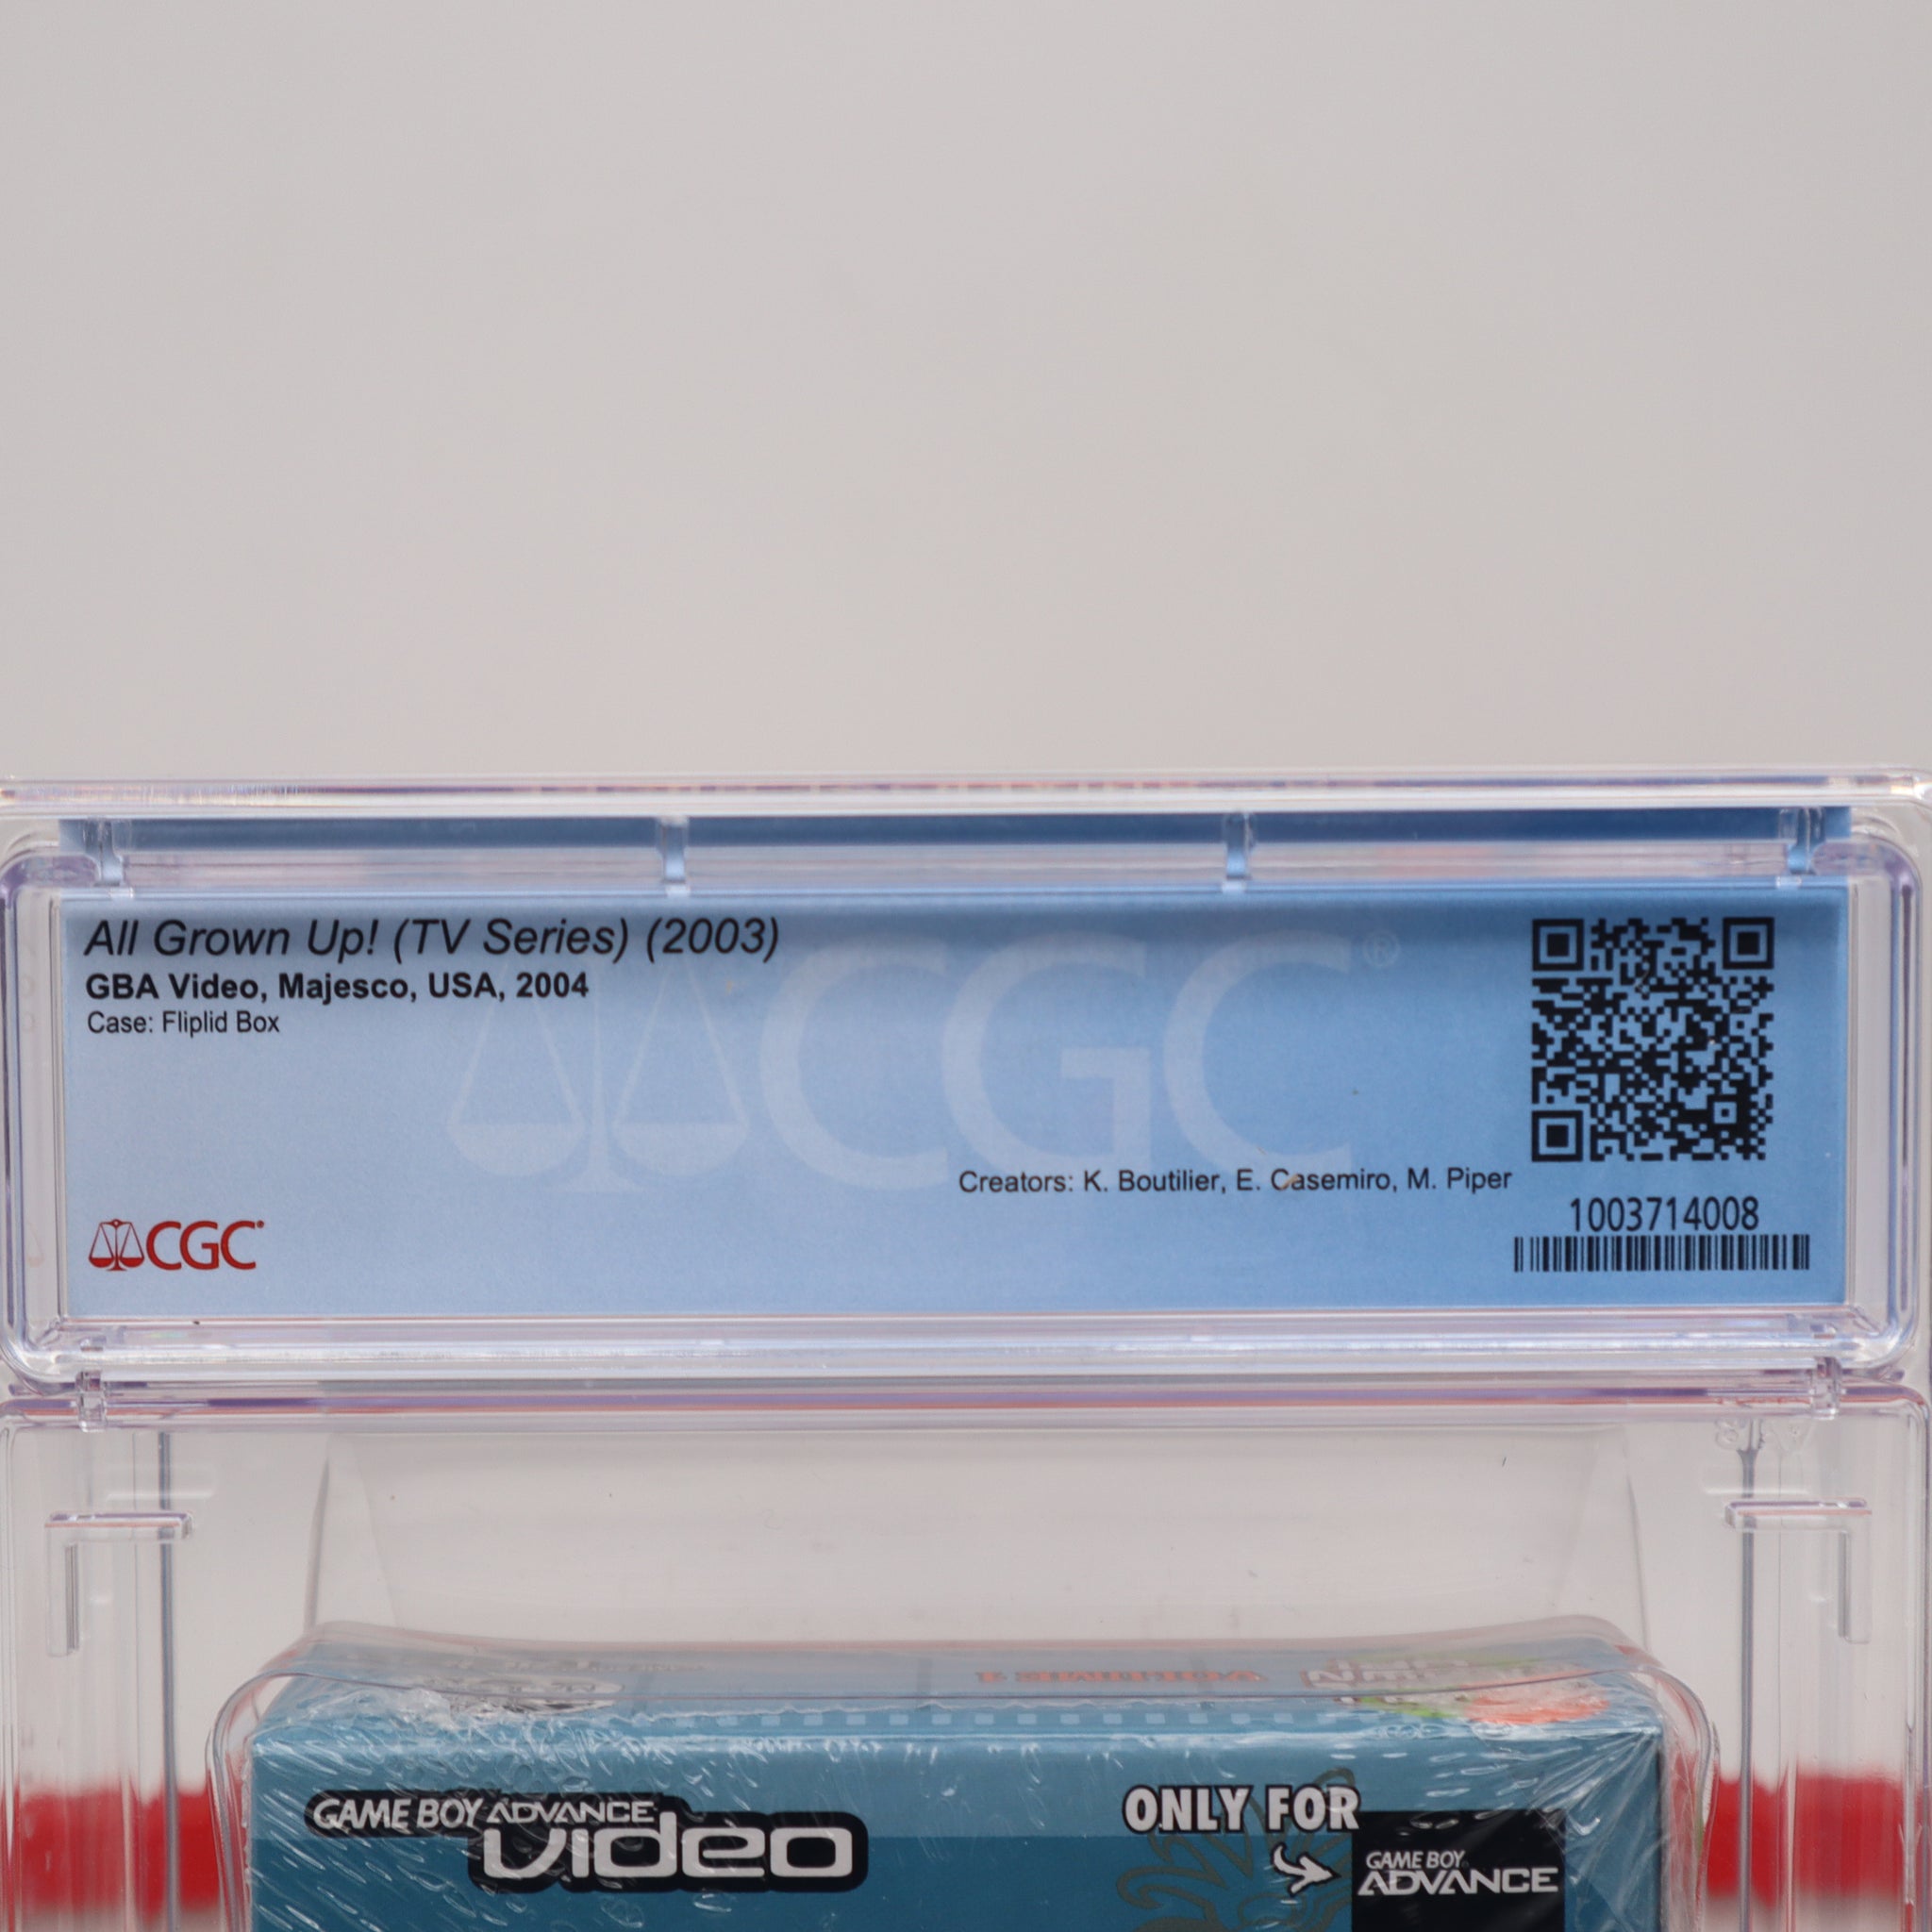 All Grown Up! (TV Series) (2003)
GBA Video, Majesco, USA, 2004
Case: Fliplid Box
CGC®
Creators: K. Boutilier, E. Casemiro, M. Piper
CGC
1003714008
GAME BOY ADVANCE
video
ONLY FOR
GAME BOY
ADVANCE